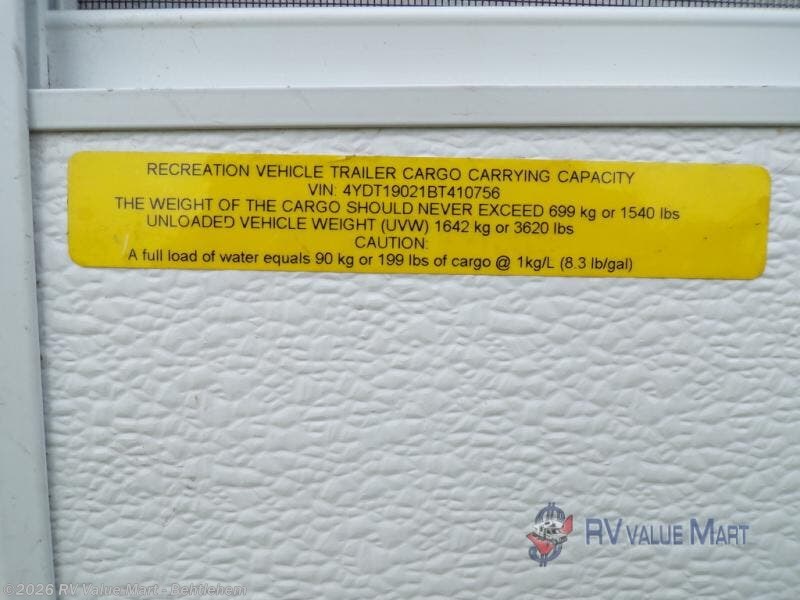 RECREATION VEHICLE TRAILER CARGO CARRYING CAPACITY
VIN: 4YDT19021BT410756
THE WEIGHT OF THE CARGO SHOULD NEVER EXCEED 699 kg or 1540 lbs
UNLOADED VEHICLE WEIGHT (UVW) 1642 kg or 3620 lbs
CAUTION:
A full load of water equals 90 kg or 199 lbs of cargo @ 1kg/L (8.3 lb/gal)
RV VALUE MART
©2026 RV Value Mart - Bethlehem